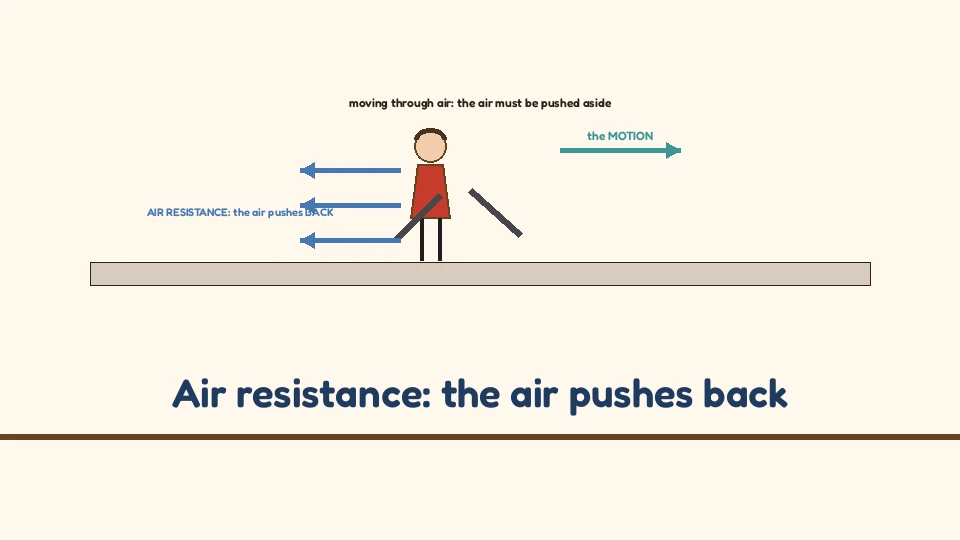 moving through air: the air must be pushed aside
the MOTION
AIR RESISTANCE: the air pushes BACK
Air resistance: the air pushes back